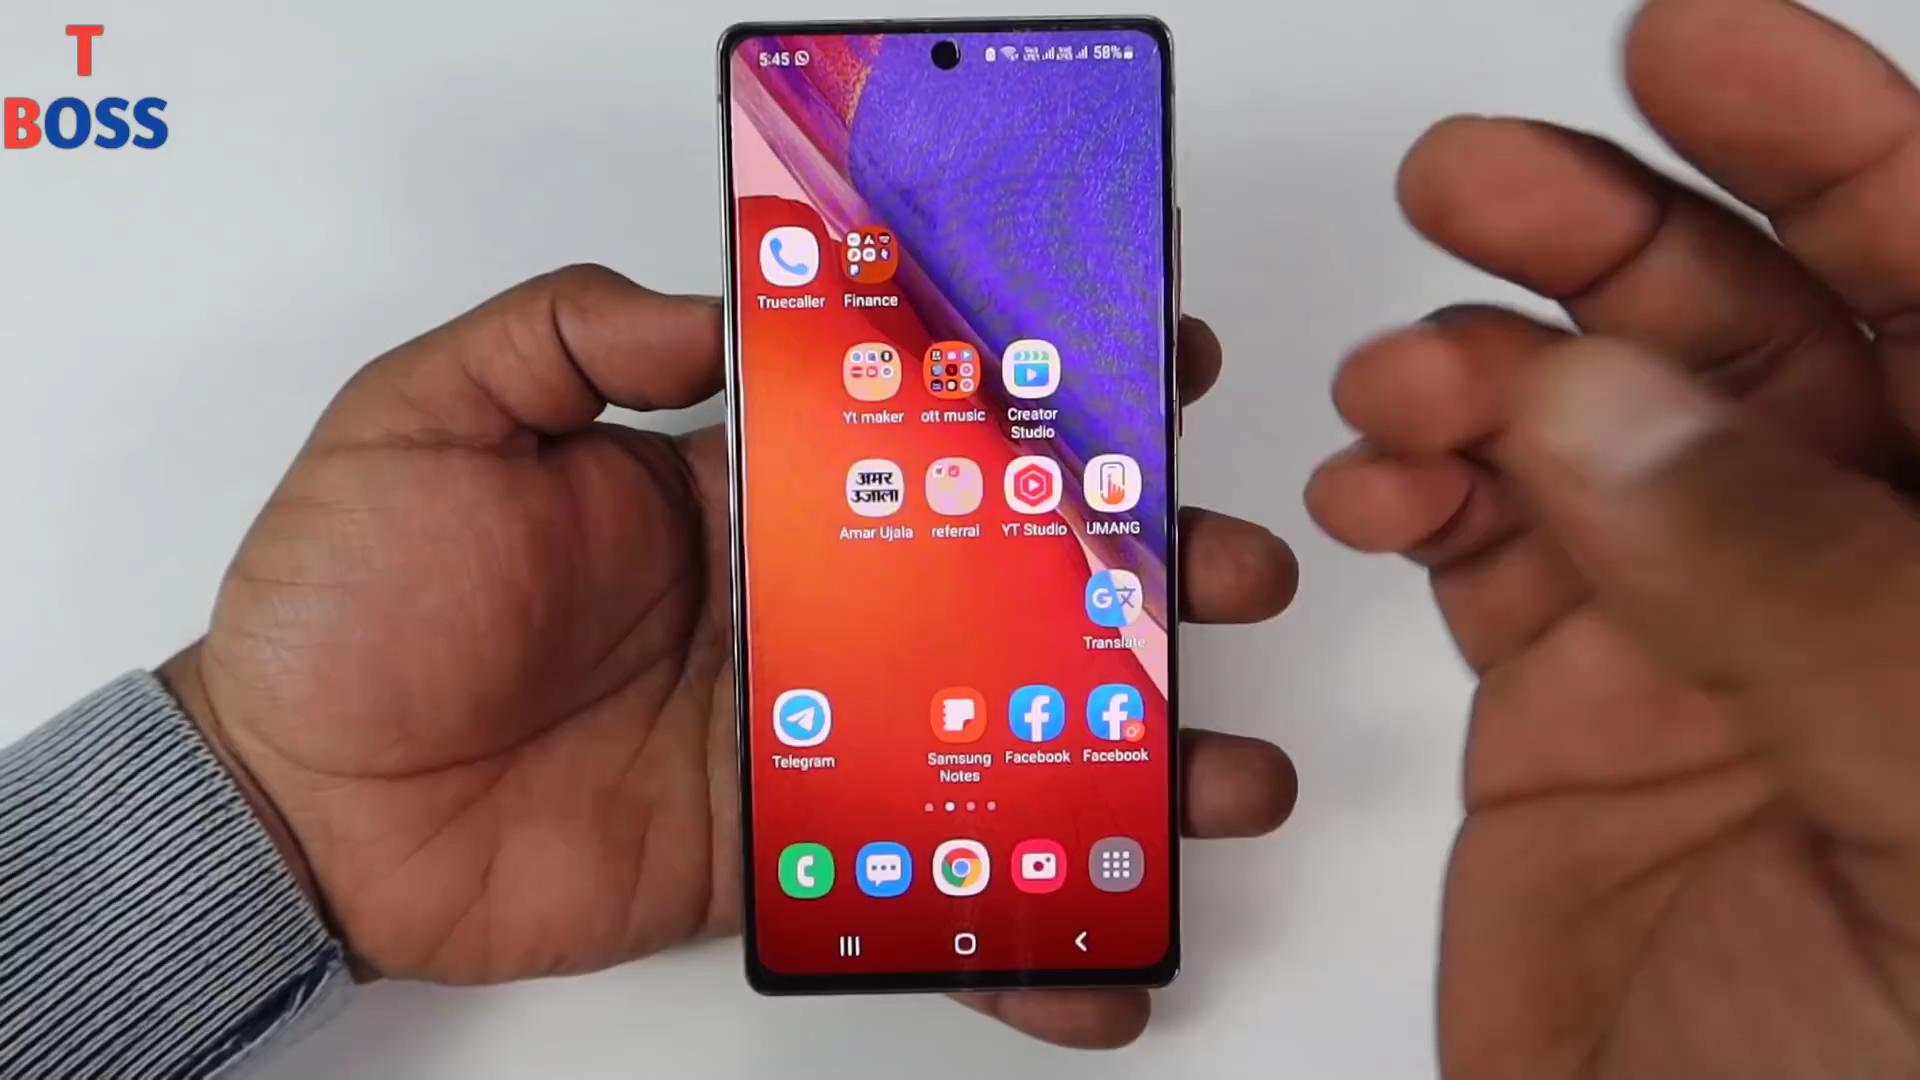 T
BOSS
5:45
58%
Truecaller
Finance
Yt maker
ott music
Creator
Studio
अमर
उजाला
Amar Ujala
referral
YT Studio
UMANG
G
Translate
Telegram
Samsung
Notes
Facebook
Facebook